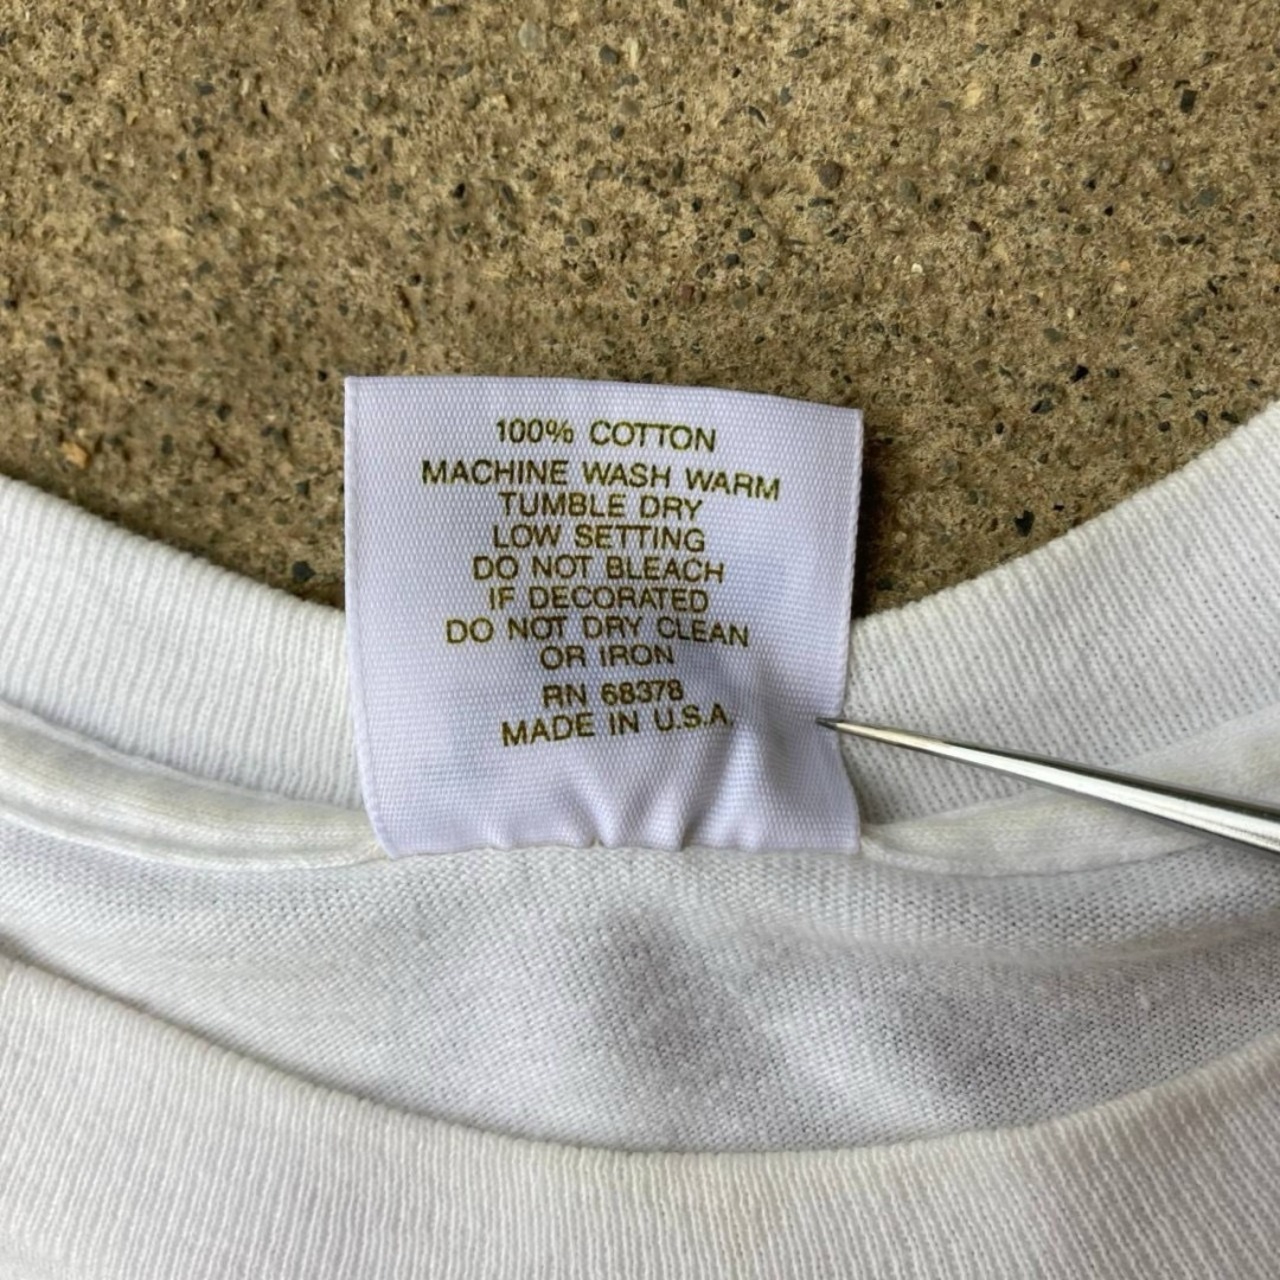 100% COTTON
MACHINE WASH WARM
TUMBLE DRY
LOW SETTING
DO NOT BLEACH
IF DECORATED
DO NOT DRY CLEAN
OR IRON
RN 68378
MADE IN U.S.A.